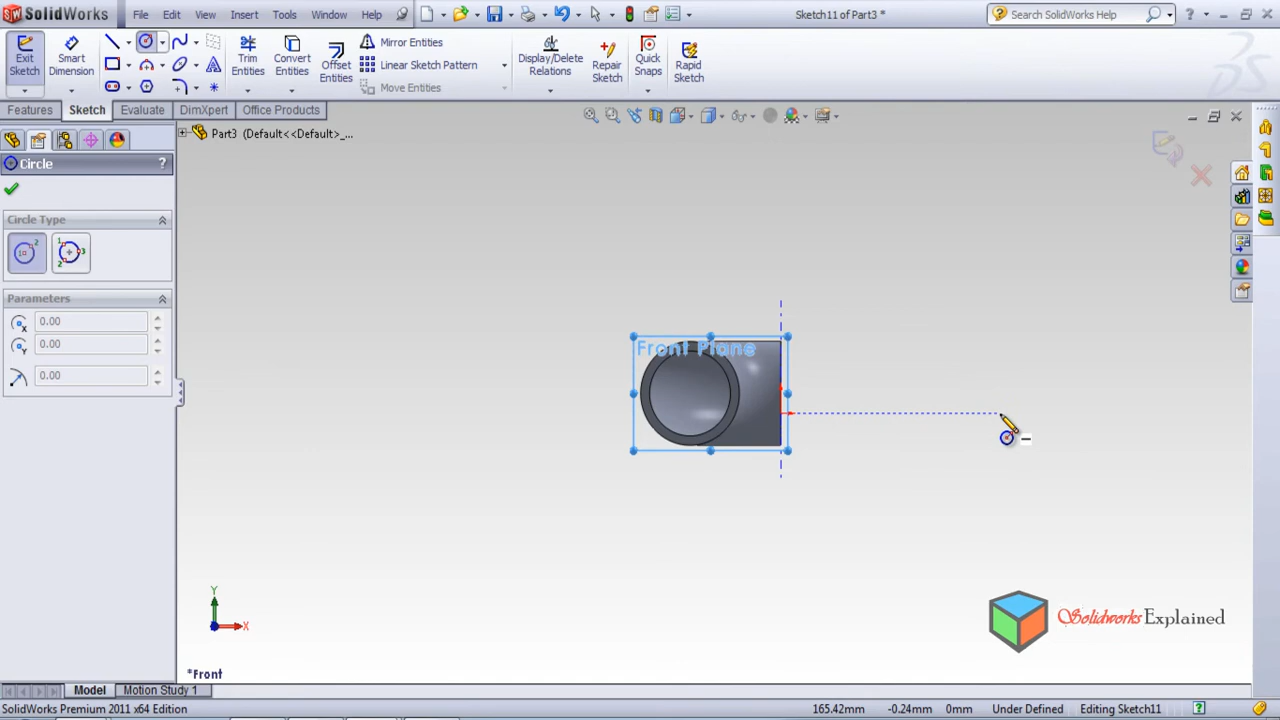 SolidWorks File Edit View Insert Tools Window Help Sketch11 of Part3 * Search SolidWorks Help
Exit Sketch Smart Dimension Trim Entities Convert Entities Offset Entities Mirror Entities Linear Sketch Pattern Move Entities Display/Delete Relations Repair Sketch Quick Snaps Rapid Sketch
Features Sketch Evaluate DimXpert Office Products
Part3 (Default<<Default>_...
Circle ?
Circle Type
Parameters
0.00
0.00
0.00
Front Plane
Y
X
Solidworks Explained
*Front
Model Motion Study 1
SolidWorks Premium 2011 x64 Edition 165.42mm -0.24mm 0mm Under Defined Editing Sketch11